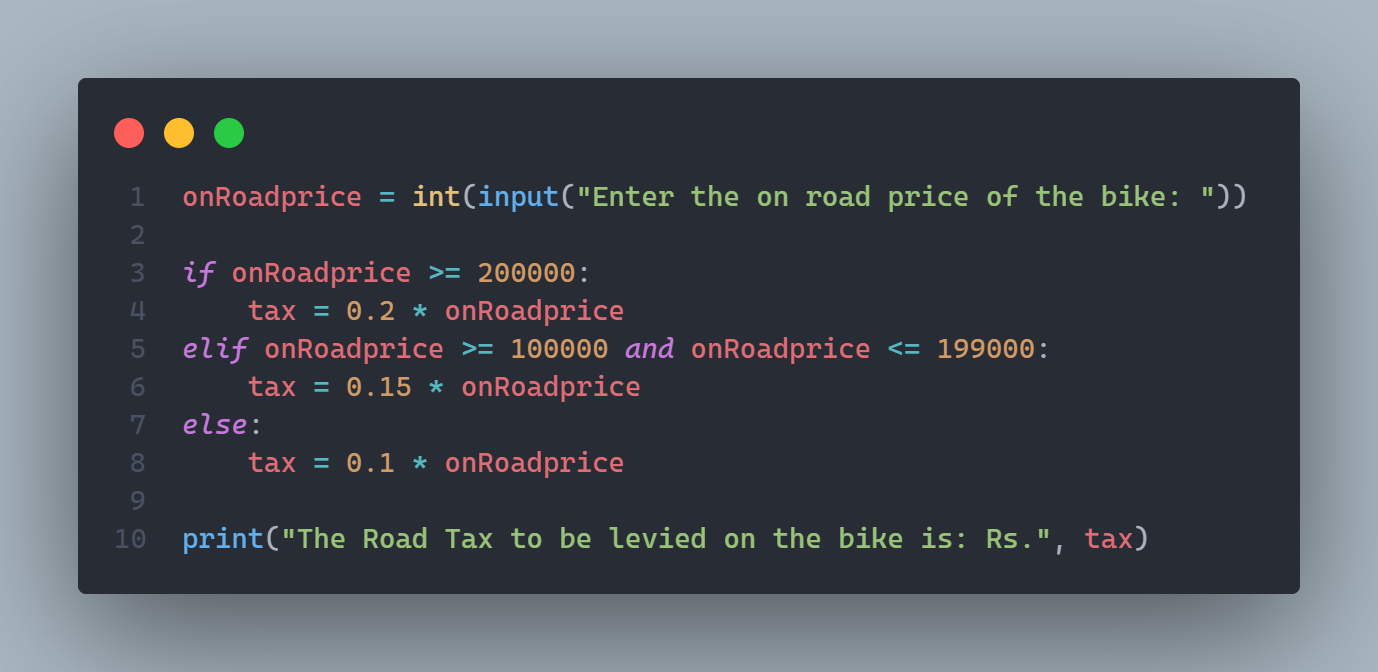 1 onRoadprice = int(input("Enter the on road price of the bike: "))
2
3 if onRoadprice >= 200000:
4     tax = 0.2 * onRoadprice
5 elif onRoadprice >= 100000 and onRoadprice <= 199000:
6     tax = 0.15 * onRoadprice
7 else:
8     tax = 0.1 * onRoadprice
9
10 print("The Road Tax to be levied on the bike is: Rs.", tax)